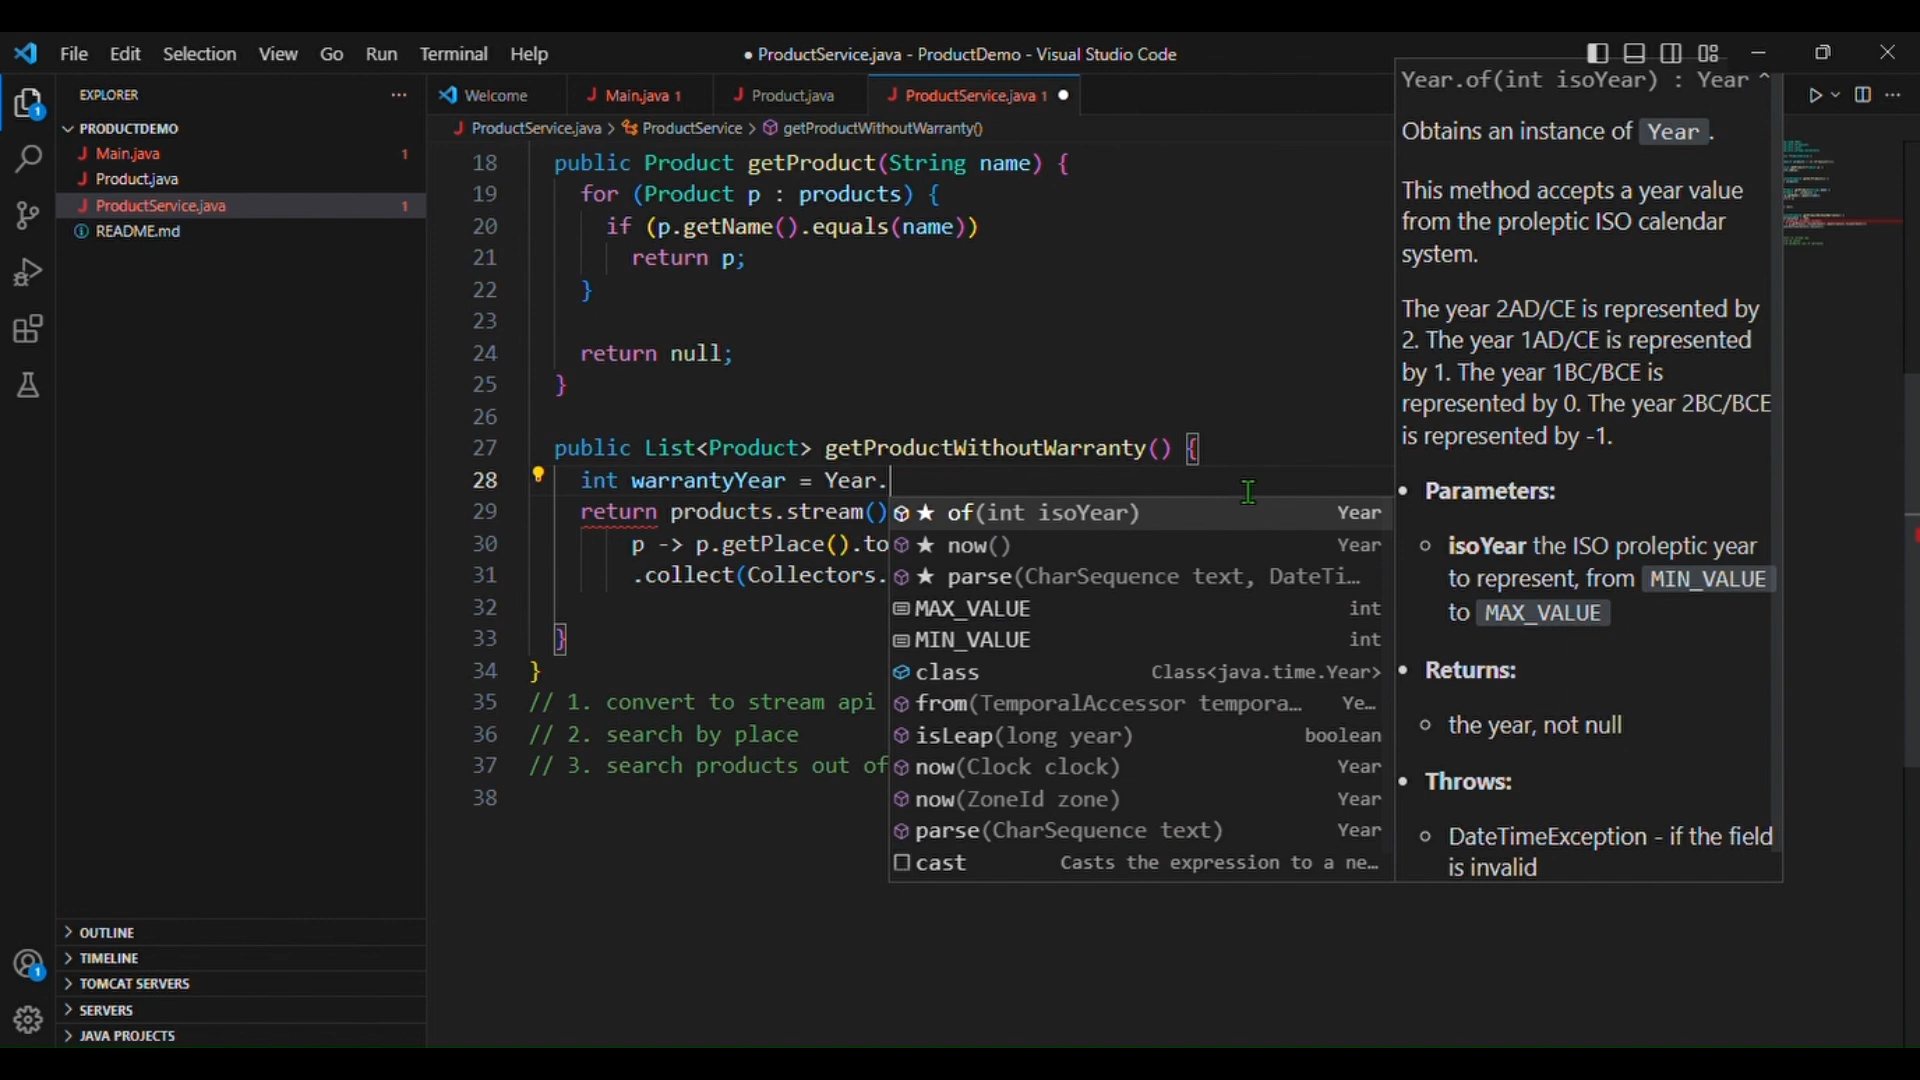 File Edit Selection View Go Run Terminal Help
● ProductService.java - ProductDemo - Visual Studio Code
EXPLORER
PRODUCTDEMO
Main.java 1
Product.java
ProductService.java 1
README.md
OUTLINE
TIMELINE
TOMCAT SERVERS
SERVERS
JAVA PROJECTS
1
1
Welcome
Main.java 1
Product.java
ProductService.java 1
ProductService.java > ProductService > getProductWithoutWarranty()
18 public Product getProduct(String name) {
19 for (Product p : products) {
20 if (p.getName().equals(name))
21 return p;
22 }
23
24 return null;
25 }
26
27 public List<Product> getProductWithoutWarranty() {
28 int warrantyYear = Year.
29 return products.stream()
30 p -> p.getPlace().to
31 .collect(Collectors.
32
33 }
34 }
35 // 1. convert to stream api
36 // 2. search by place
37 // 3. search products out of
38
★ of(int isoYear) Year
★ now() Year
★ parse(CharSequence text, DateTi…
MAX_VALUE int
MIN_VALUE int
class Class<java.time.Year>
from(TemporalAccessor tempora… Ye…
isLeap(long year) boolean
now(Clock clock) Year
now(ZoneId zone) Year
parse(CharSequence text) Year
cast Casts the expression to a ne…
Year.of(int isoYear) : Year
Obtains an instance of Year.
This method accepts a year value
from the proleptic ISO calendar
system.
The year 2AD/CE is represented by
2. The year 1AD/CE is represented
by 1. The year 1BC/BCE is
represented by 0. The year 2BC/BCE
is represented by -1.
• Parameters:
isoYear the ISO proleptic year
to represent, from MIN_VALUE
to MAX_VALUE
• Returns:
the year, not null
• Throws:
DateTimeException - if the field
is invalid